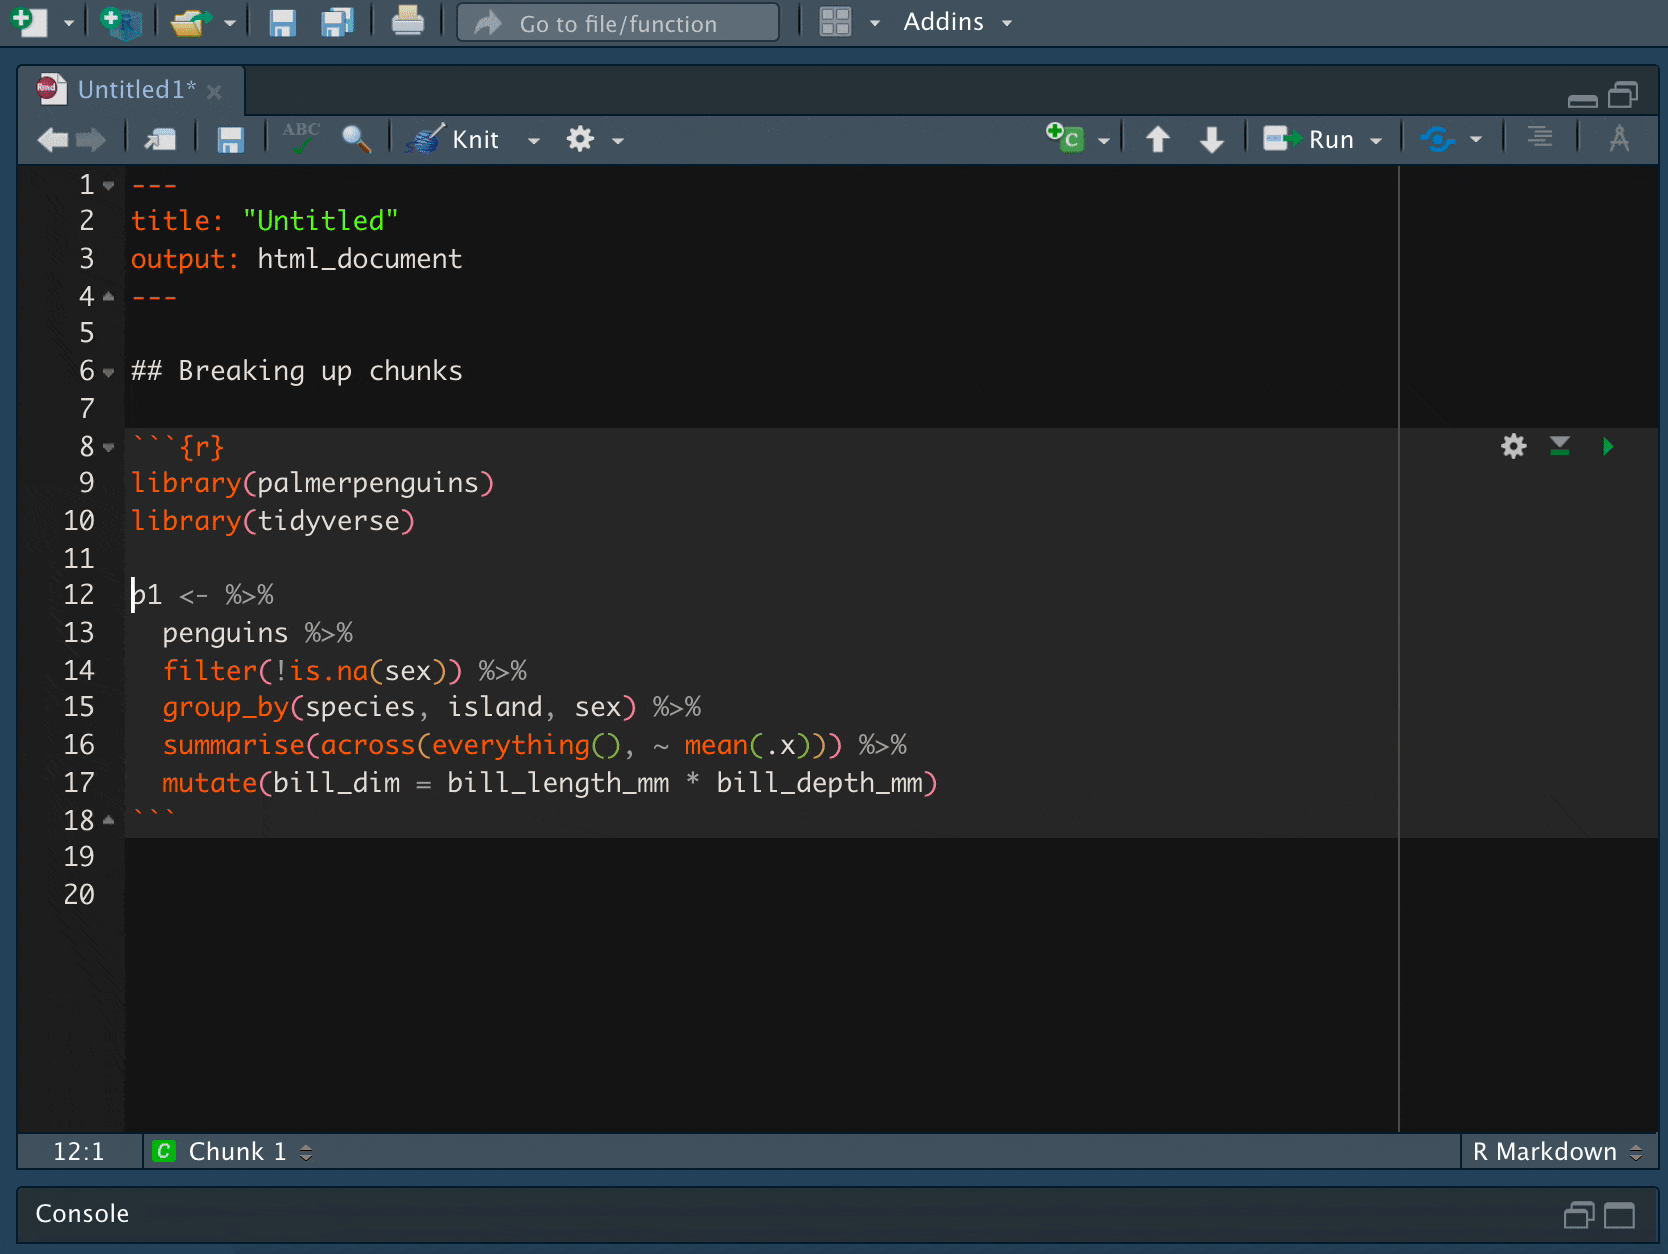 Go to file/function
Addins
Untitled1*
ABC
Knit
Run
1 ---
2 title: "Untitled"
3 output: html_document
4 ---
5
6 ## Breaking up chunks
7
8 ```{r}
9 library(palmerpenguins)
10 library(tidyverse)
11
12 p1 <- %>%
13   penguins %>%
14   filter(!is.na(sex)) %>%
15   group_by(species, island, sex) %>%
16   summarise(across(everything(), ~ mean(.x))) %>%
17   mutate(bill_dim = bill_length_mm * bill_depth_mm)
18 ```
19
20
12:1 C Chunk 1 R Markdown
Console